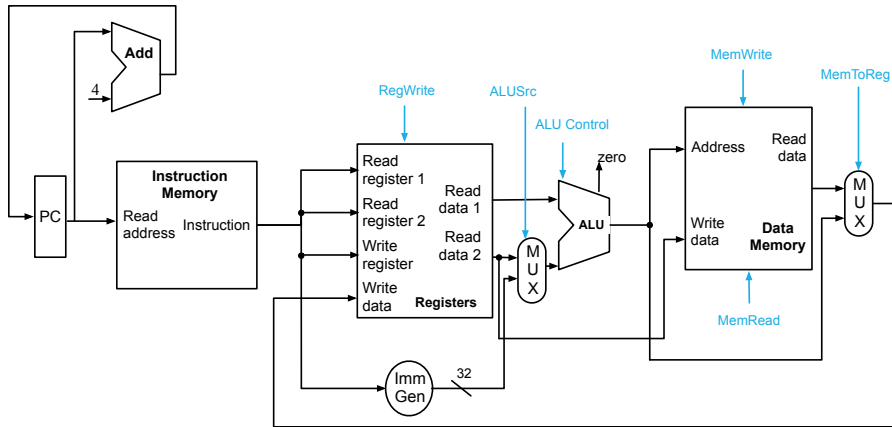 Add
4
PC
Instruction
Memory
Read
address
Instruction
RegWrite
Read
register 1
Read
register 2
Write
register
Write
data
Read
data 1
Read
data 2
Registers
Imm
Gen
32
ALUSrc
M
U
X
ALU Control
zero
ALU
MemWrite
Address
Read
data
Write
data
Data
Memory
MemRead
MemToReg
M
U
X